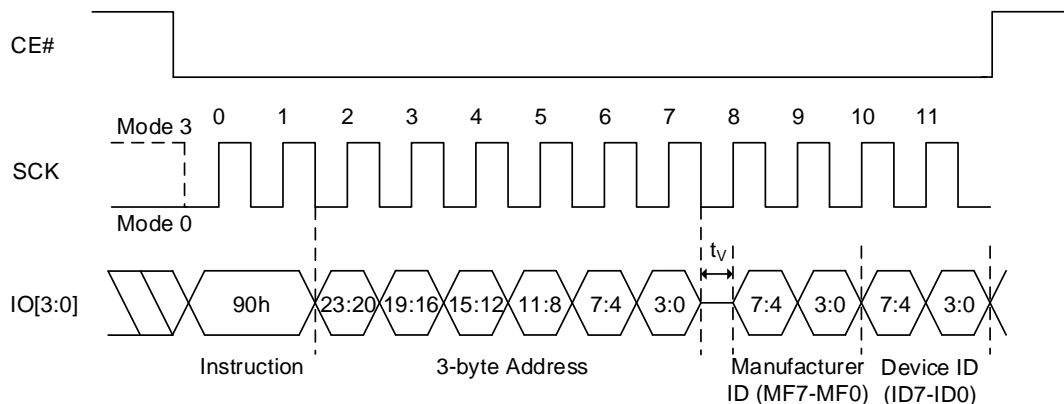 CE#
0 1 2 3 4 5 6 7 8 9 10 11
Mode 3
SCK
Mode 0
tV
IO[3:0] 90h 23:20 19:16 15:12 11:8 7:4 3:0 7:4 3:0 7:4 3:0
Instruction 3-byte Address Manufacturer Device ID
ID (MF7-MF0) (ID7-ID0)